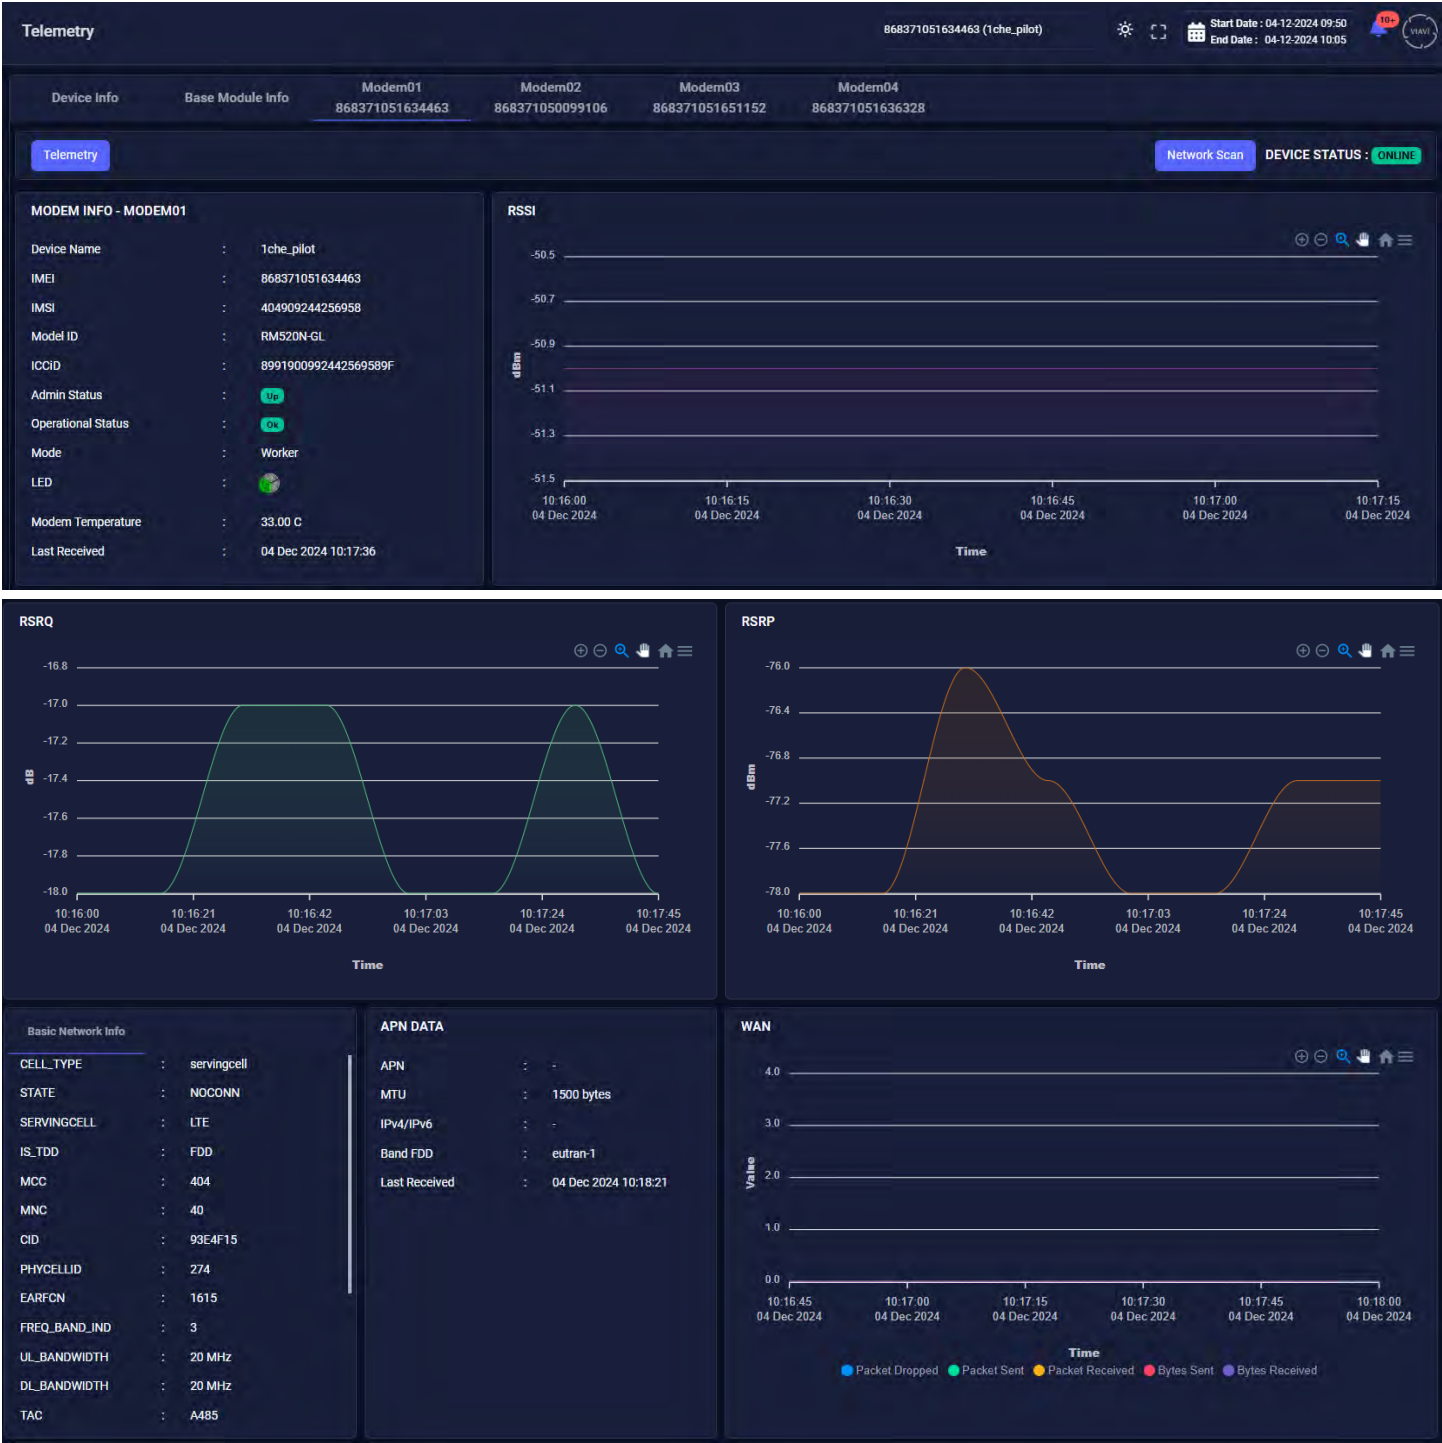 Telemetry
868371051634463 (1che_pilot)
Start Date : 04-12-2024 09:50
End Date : 04-12-2024 10:05
10+
VIAVI
Device Info
Base Module Info
Modem01
868371051634463
Modem02
868371050099106
Modem03
868371051651152
Modem04
868371051636328
Telemetry
Network Scan
DEVICE STATUS : ONLINE
MODEM INFO - MODEM01
Device Name : 1che_pilot
IMEI : 868371051634463
IMSI : 404909244256958
Model ID : RM520N-GL
ICCiD : 8991900992442569589F
Admin Status : Up
Operational Status : Ok
Mode : Worker
LED :
Modem Temperature : 33.00 C
Last Received : 04 Dec 2024 10:17:36
RSSI
-50.5
-50.7
-50.9
-51.1
-51.3
-51.5
dBm
10:16:00 10:16:15 10:16:30 10:16:45 10:17:00 10:17:15
04 Dec 2024 04 Dec 2024 04 Dec 2024 04 Dec 2024 04 Dec 2024 04 Dec 2024
Time
RSRQ
-16.8
-17.0
-17.2
-17.4
-17.6
-17.8
-18.0
dB
10:16:00 10:16:21 10:16:42 10:17:03 10:17:24 10:17:45
04 Dec 2024 04 Dec 2024 04 Dec 2024 04 Dec 2024 04 Dec 2024 04 Dec 2024
Time
RSRP
-76.0
-76.4
-76.8
-77.2
-77.6
-78.0
dBm
10:16:00 10:16:21 10:16:42 10:17:03 10:17:24 10:17:45
04 Dec 2024 04 Dec 2024 04 Dec 2024 04 Dec 2024 04 Dec 2024 04 Dec 2024
Time
Basic Network Info
CELL_TYPE : servingcell
STATE : NOCONN
SERVINGCELL : LTE
IS_TDD : FDD
MCC : 404
MNC : 40
CID : 93E4F15
PHYCELLID : 274
EARFCN : 1615
FREQ_BAND_IND : 3
UL_BANDWIDTH : 20 MHz
DL_BANDWIDTH : 20 MHz
TAC : A485
APN DATA
APN : -
MTU : 1500 bytes
IPv4/IPv6 : -
Band FDD : eutran-1
Last Received : 04 Dec 2024 10:18:21
WAN
4.0
3.0
2.0
1.0
0.0
Value
10:16:45 10:17:00 10:17:15 10:17:30 10:17:45 10:18:00
04 Dec 2024 04 Dec 2024 04 Dec 2024 04 Dec 2024 04 Dec 2024 04 Dec 2024
Time
Packet Dropped Packet Sent Packet Received Bytes Sent Bytes Received